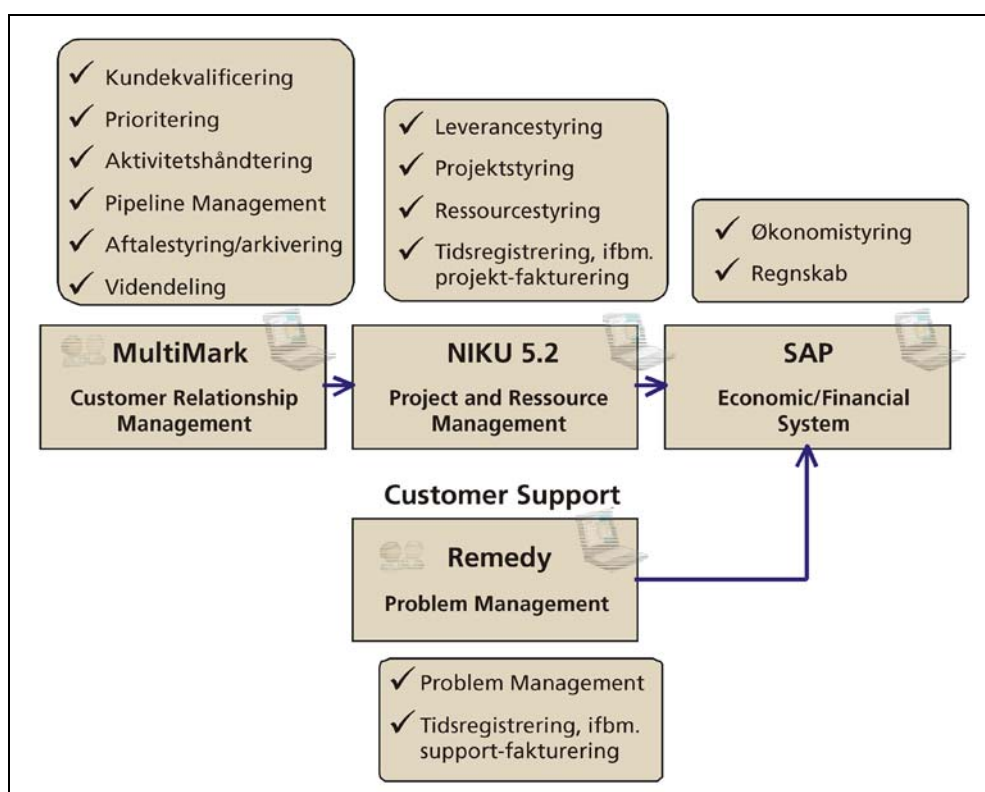 Kundekvalificering
Prioritering
Aktivitetshåndtering
Pipeline Management
Aftalestyring/arkivering
Videndeling
Leverancestyring
Projektstyring
Ressourcestyring
Tidsregistrering, ifbm.
projekt-fakturering
Økonomistyring
Regnskab
MultiMark
Customer Relationship
Management
NIKU 5.2
Project and Ressource
Management
SAP
Economic/Financial
System
Customer Support
Remedy
Problem Management
Problem Management
Tidsregistrering, ifbm.
support-fakturering